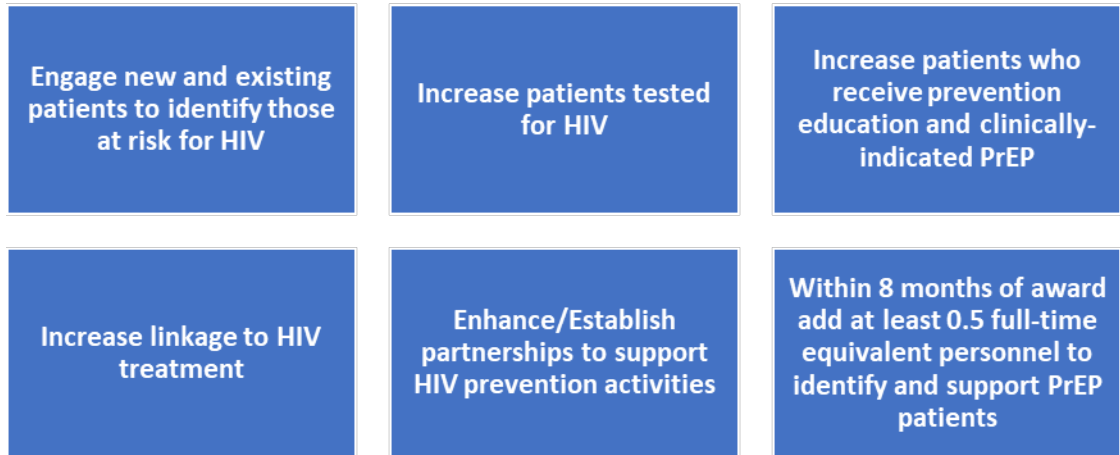 Engage new and existing
patients to identify those
at risk for HIV
Increase patients tested
for HIV
Increase patients who
receive prevention
education and clinically-
indicated PrEP
Increase linkage to HIV
treatment
Enhance/Establish
partnerships to support
HIV prevention activities
Within 8 months of award
add at least 0.5 full-time
equivalent personnel to
identify and support PrEP
patients